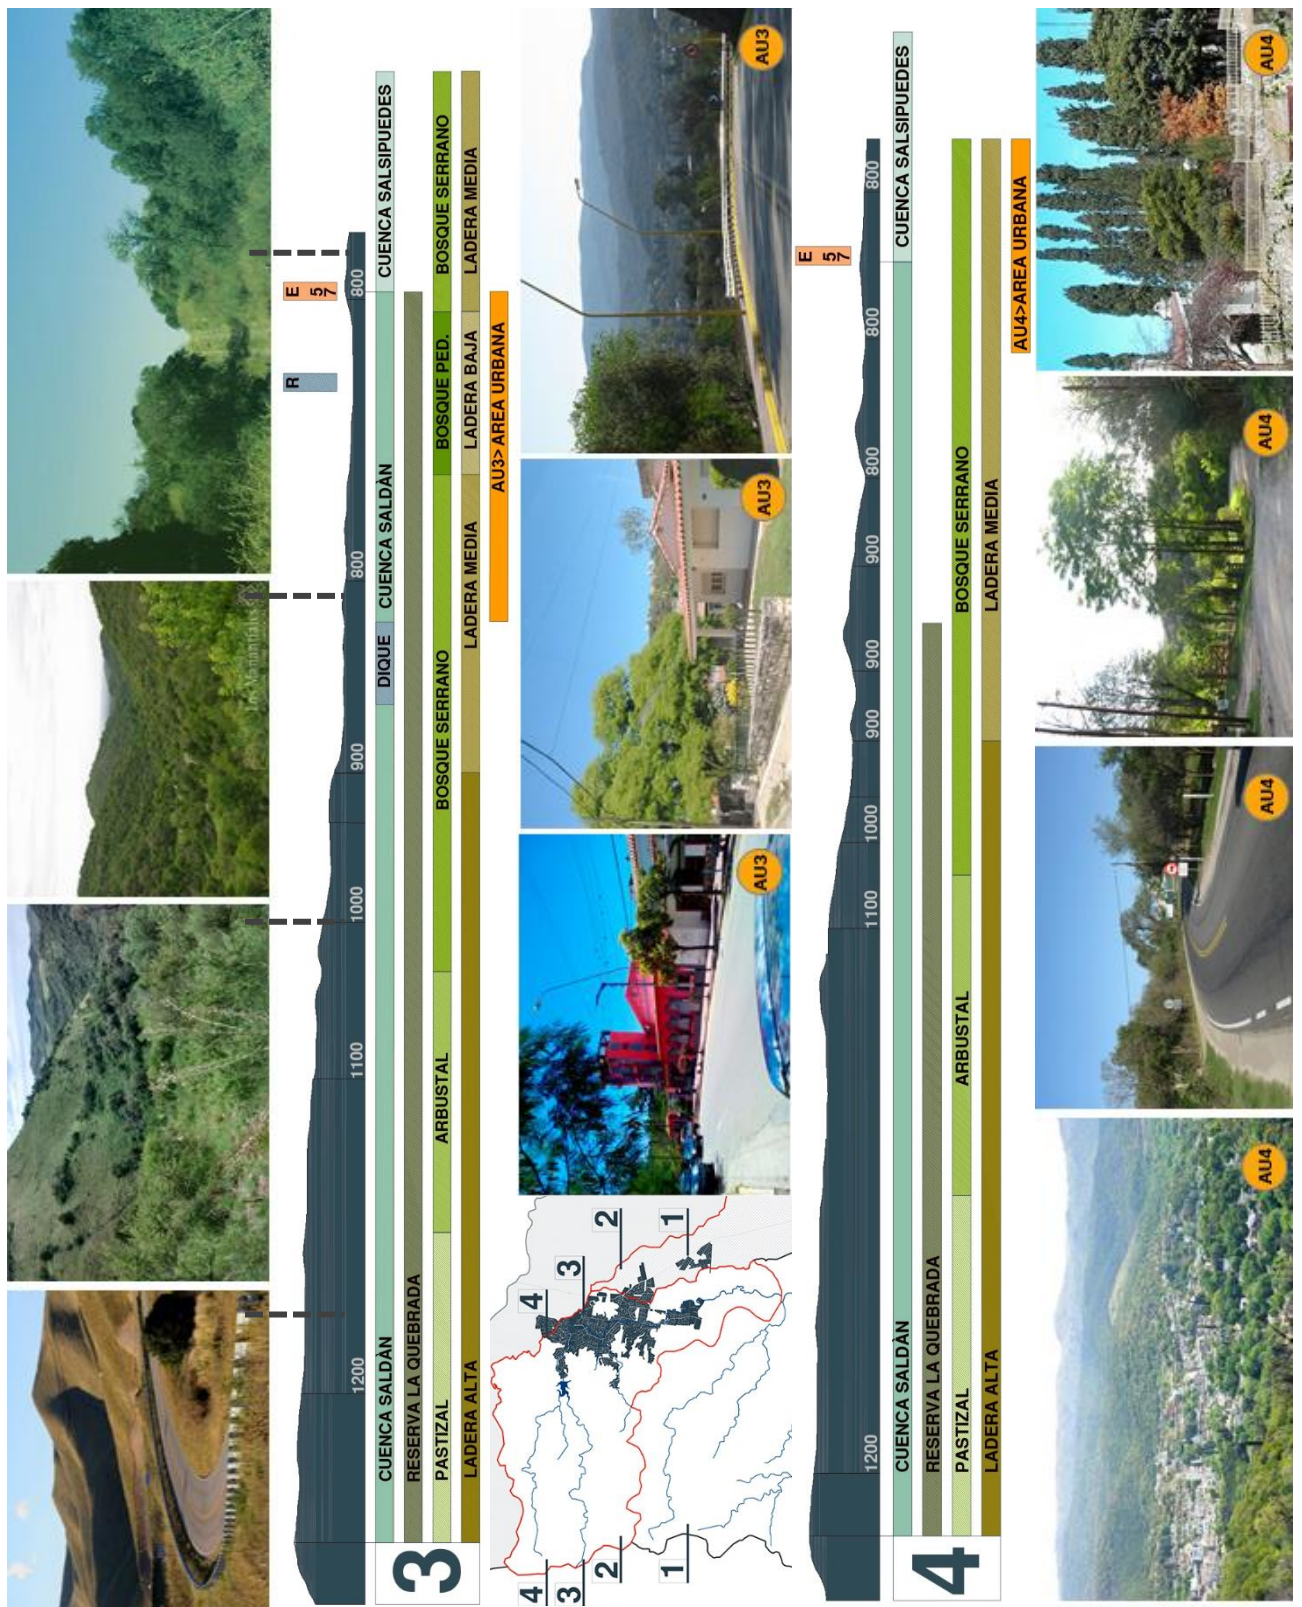 CUENCA SALDÀN
DIQUE
CUENCA SALDÀN
CUENCA SALSIPUEDES
RESERVA LA QUEBRADA
PASTIZAL
ARBUSTAL
BOSQUE SERRANO
BOSQUE PED.
BOSQUE SERRANO
LADERA ALTA
LADERA MEDIA
LADERA BAJA
LADERA MEDIA
AU3>AREA URBANA
1200
1100
1000
900
800
800
R
E
57
3
Los Manantiales
AU3
AU3
AU3
4
3
2
1
4
3
2
1
1200
1100
1000
900
900
900
800
800
800
E
57
CUENCA SALDÀN
CUENCA SALSIPUEDES
RESERVA LA QUEBRADA
PASTIZAL
ARBUSTAL
BOSQUE SERRANO
LADERA ALTA
LADERA MEDIA
AU4>AREA URBANA
4
AU4
AU4
AU4
AU4